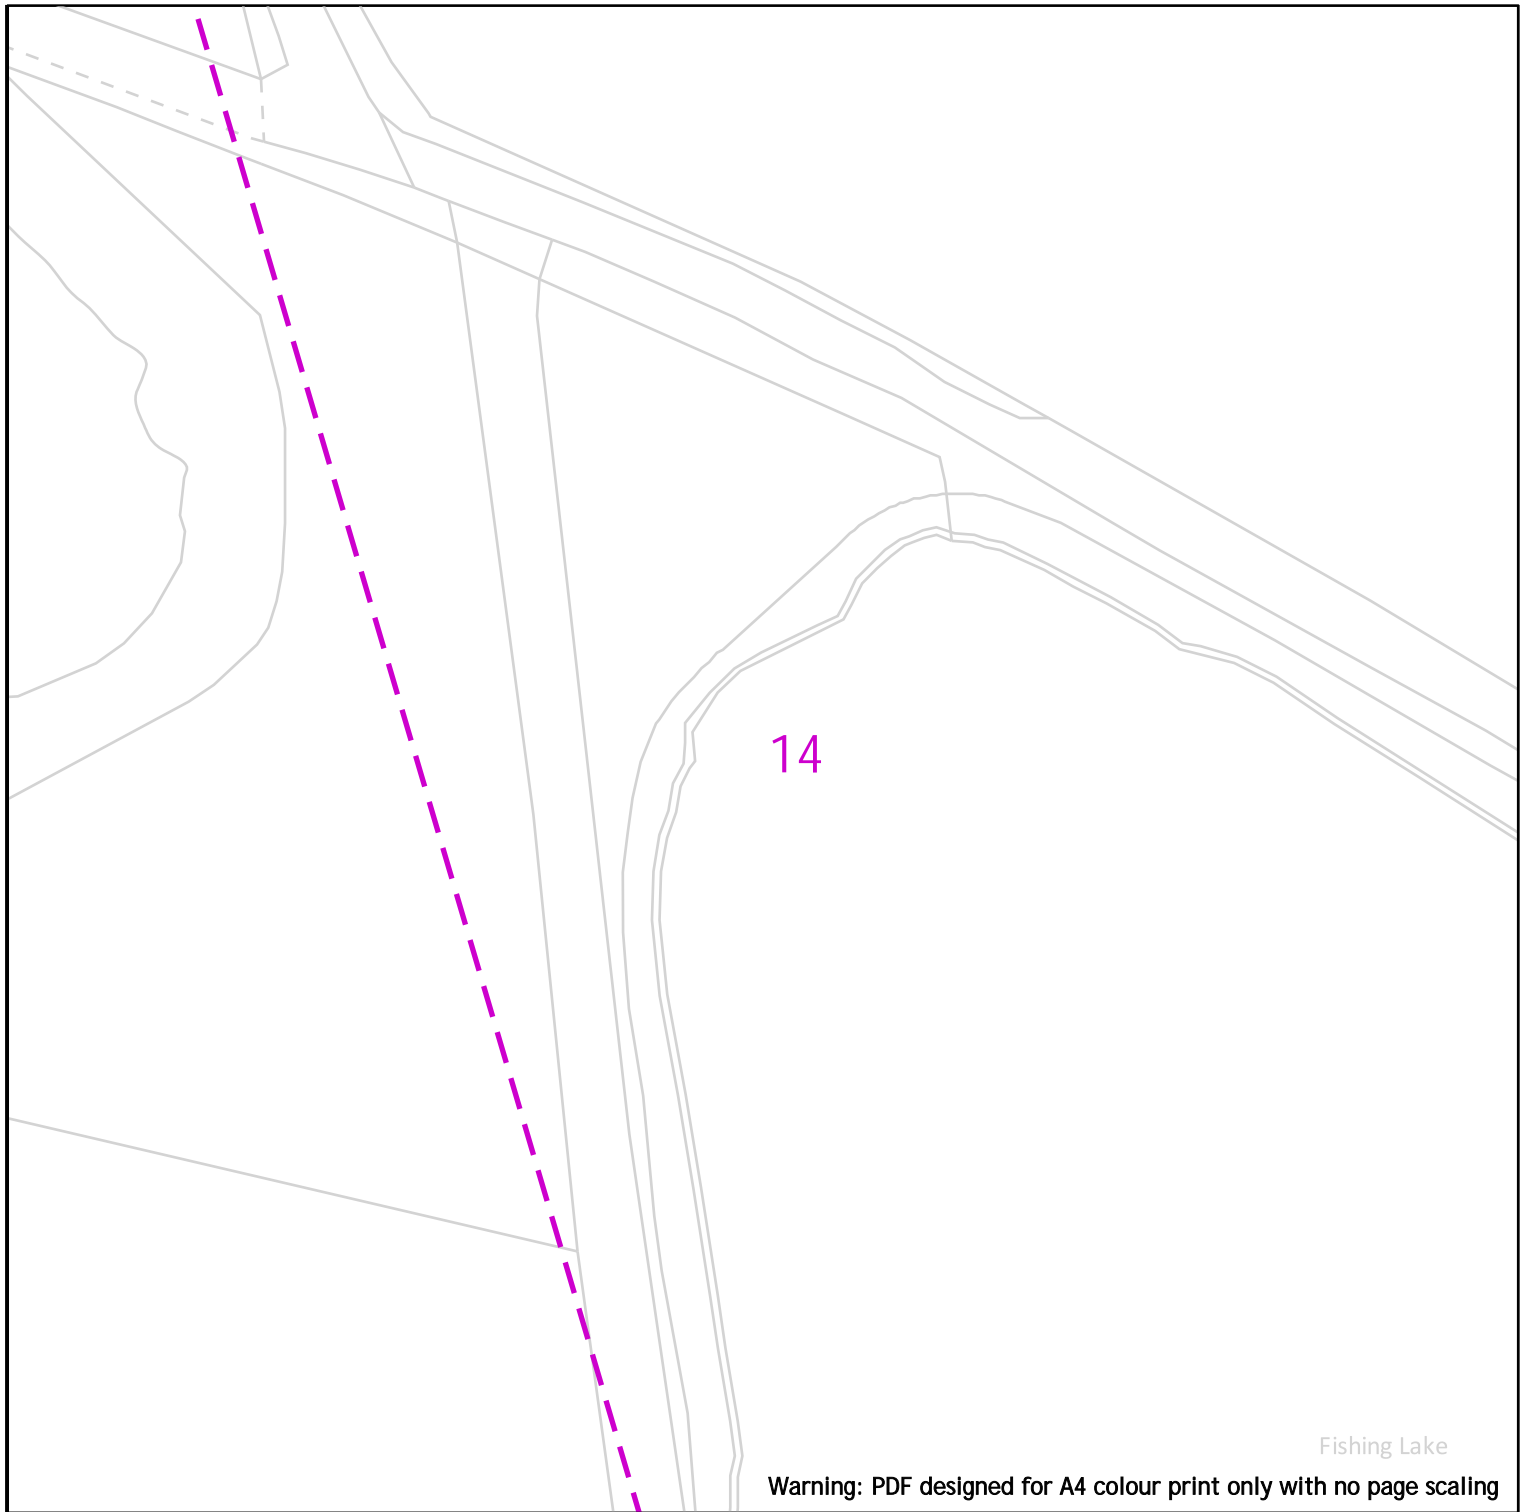 14
Fishing Lake
Warning: PDF designed for A4 colour print only with no page scaling